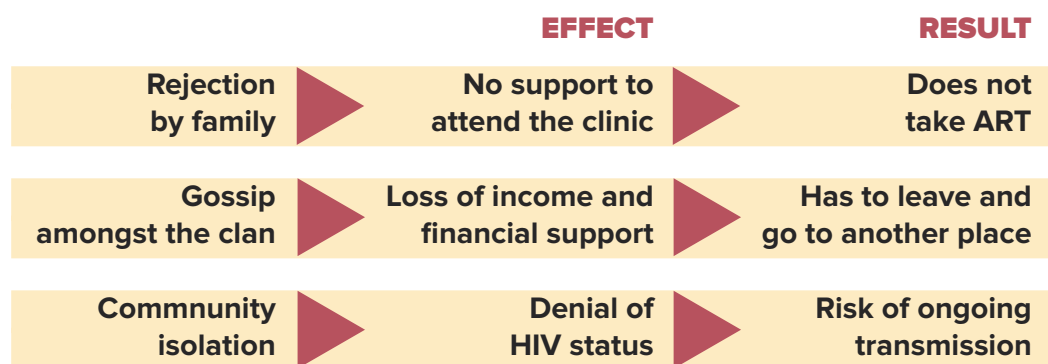 EFFECT
RESULT
Rejection
by family
No support to
attend the clinic
Does not
take ART
Gossip
amongst the clan
Loss of income and
financial support
Has to leave and
go to another place
Commnunity
isolation
Denial of
HIV status
Risk of ongoing
transmission